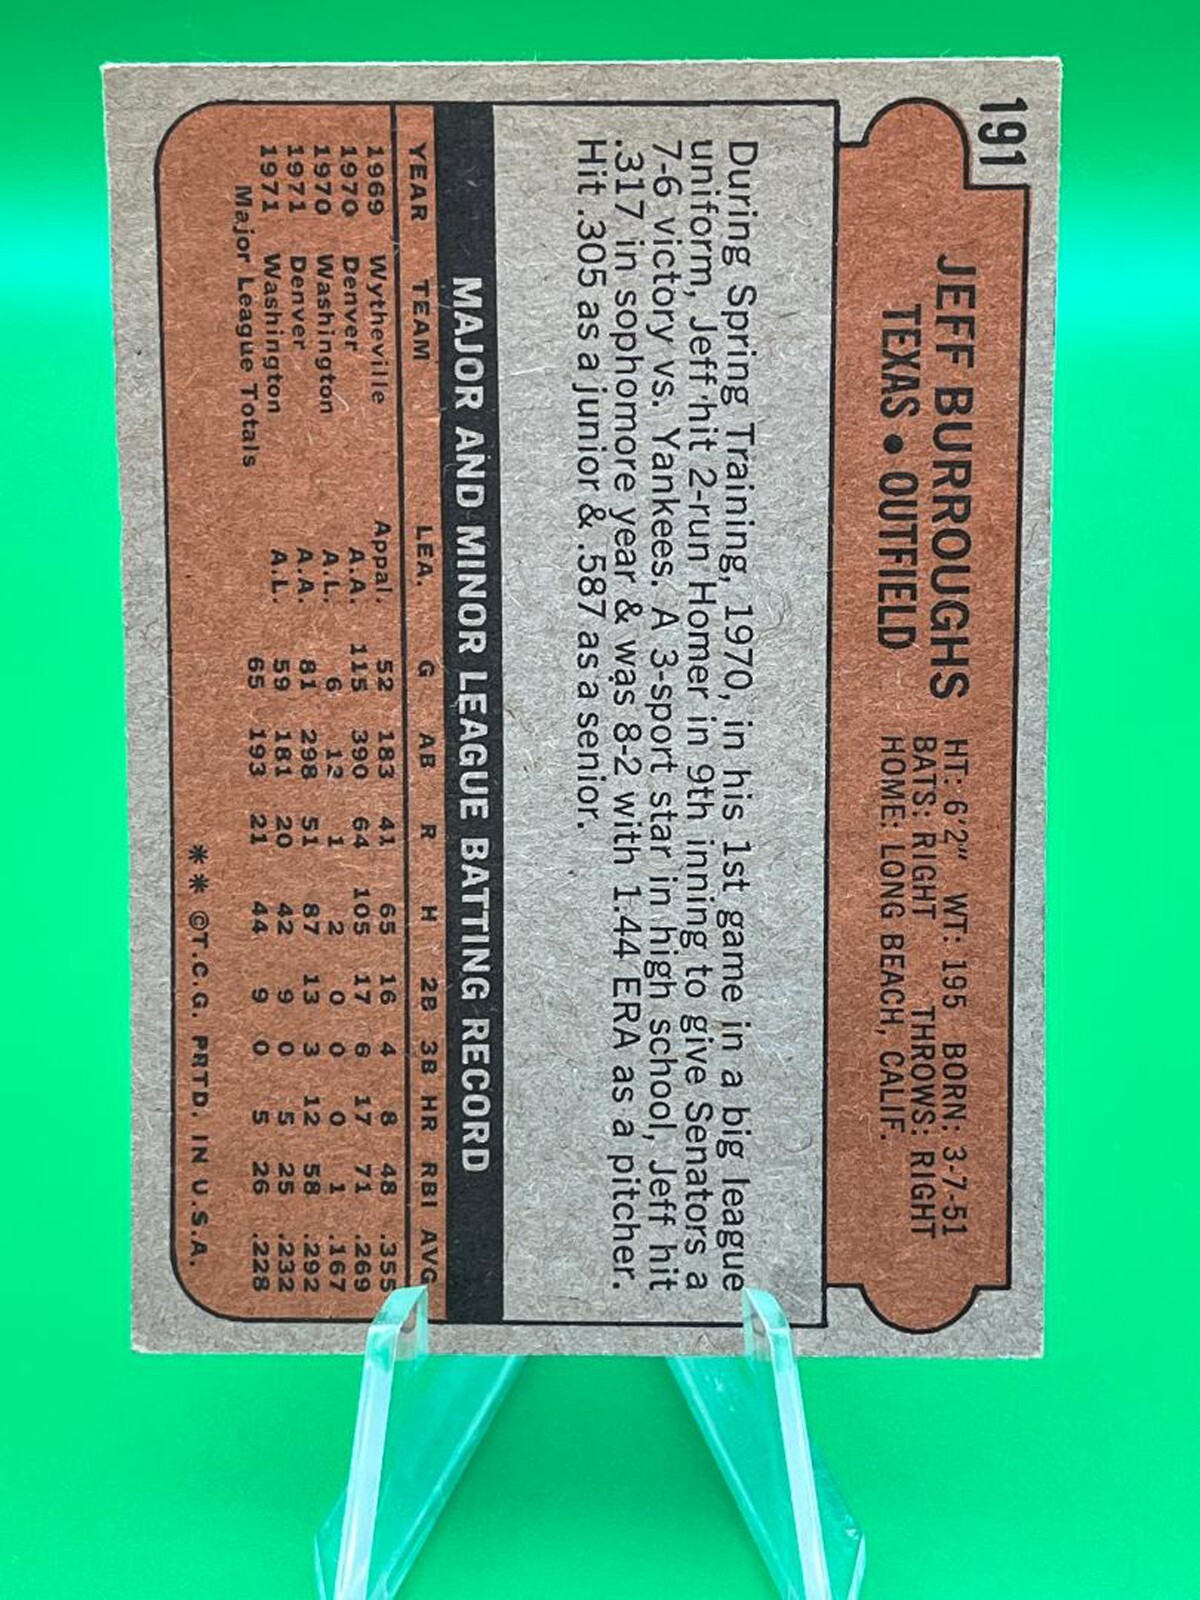 191
JEFF BURROUGHS
TEXAS • OUTFIELD
HT: 6'2" WT: 195 BORN: 3-7-51
BATS: RIGHT THROWS: RIGHT
HOME: LONG BEACH, CALIF.
During Spring Training, 1970, in his 1st game in a big league
uniform, Jeff hit 2-run Homer in 9th inning to give Senators a
7-6 victory vs. Yankees. A 3-sport star in high school, Jeff hit
.317 in sophomore year & was 8-2 with 1.44 ERA as a pitcher.
Hit .305 as a junior & .587 as a senior.
MAJOR AND MINOR LEAGUE BATTING RECORD
YEAR TEAM LEA. G AB R H 2B 3B HR RBI AVG
1969 Wytheville Appal. 52 183 41 65 16 4 8 48 .355
1970 Denver A.A. 115 390 64 105 17 6 17 71 .269
1970 Washington A.L. 6 12 1 2 0 0 0 1 .167
1971 Denver A.A. 81 298 51 87 13 3 12 58 .292
1971 Washington A.L. 59 181 20 42 9 0 5 25 .232
Major League Totals 65 193 21 44 9 0 5 26 .228
** ©T.C.G. PRTD. IN U.S.A.